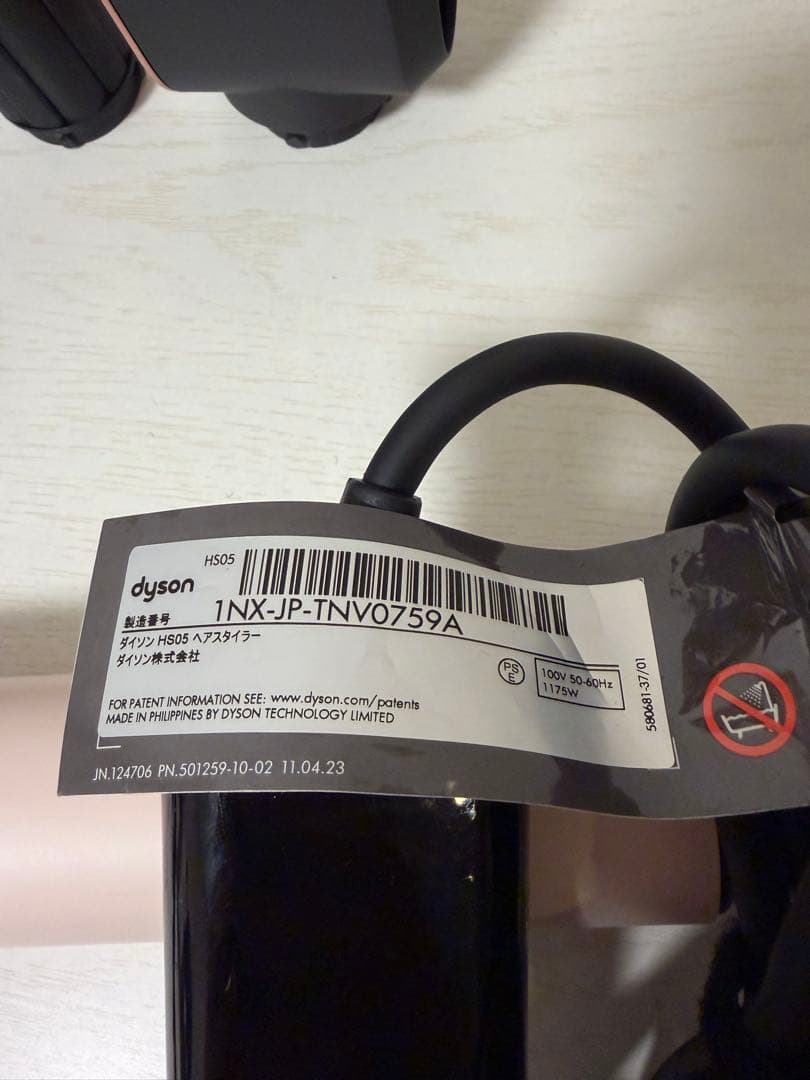 HS05
dyson
製造番号 1NX-JP-TNV0759A
ダイソン HS05 ヘアスタイラー
ダイソン株式会社
PS
E
100V 50-60Hz
1175W
FOR PATENT INFORMATION SEE: www.dyson.com/patents
MADE IN PHILIPPINES BY DYSON TECHNOLOGY LIMITED
580681-37/01
JN.124706 PN.501259-10-02 11.04.23